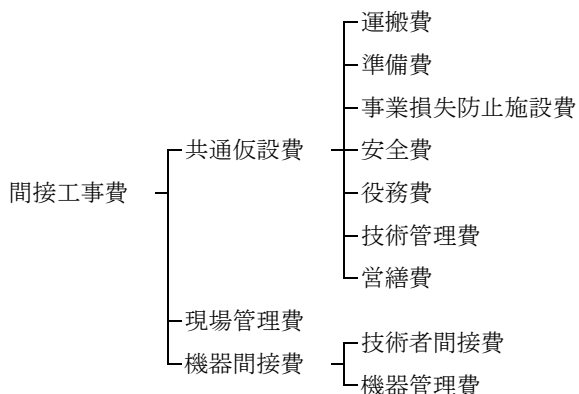 運搬費
準備費
事業損失防止施設費
共通仮設費
安全費
間接工事費
役務費
技術管理費
営繕費
現場管理費
技術者間接費
機器間接費
機器管理費